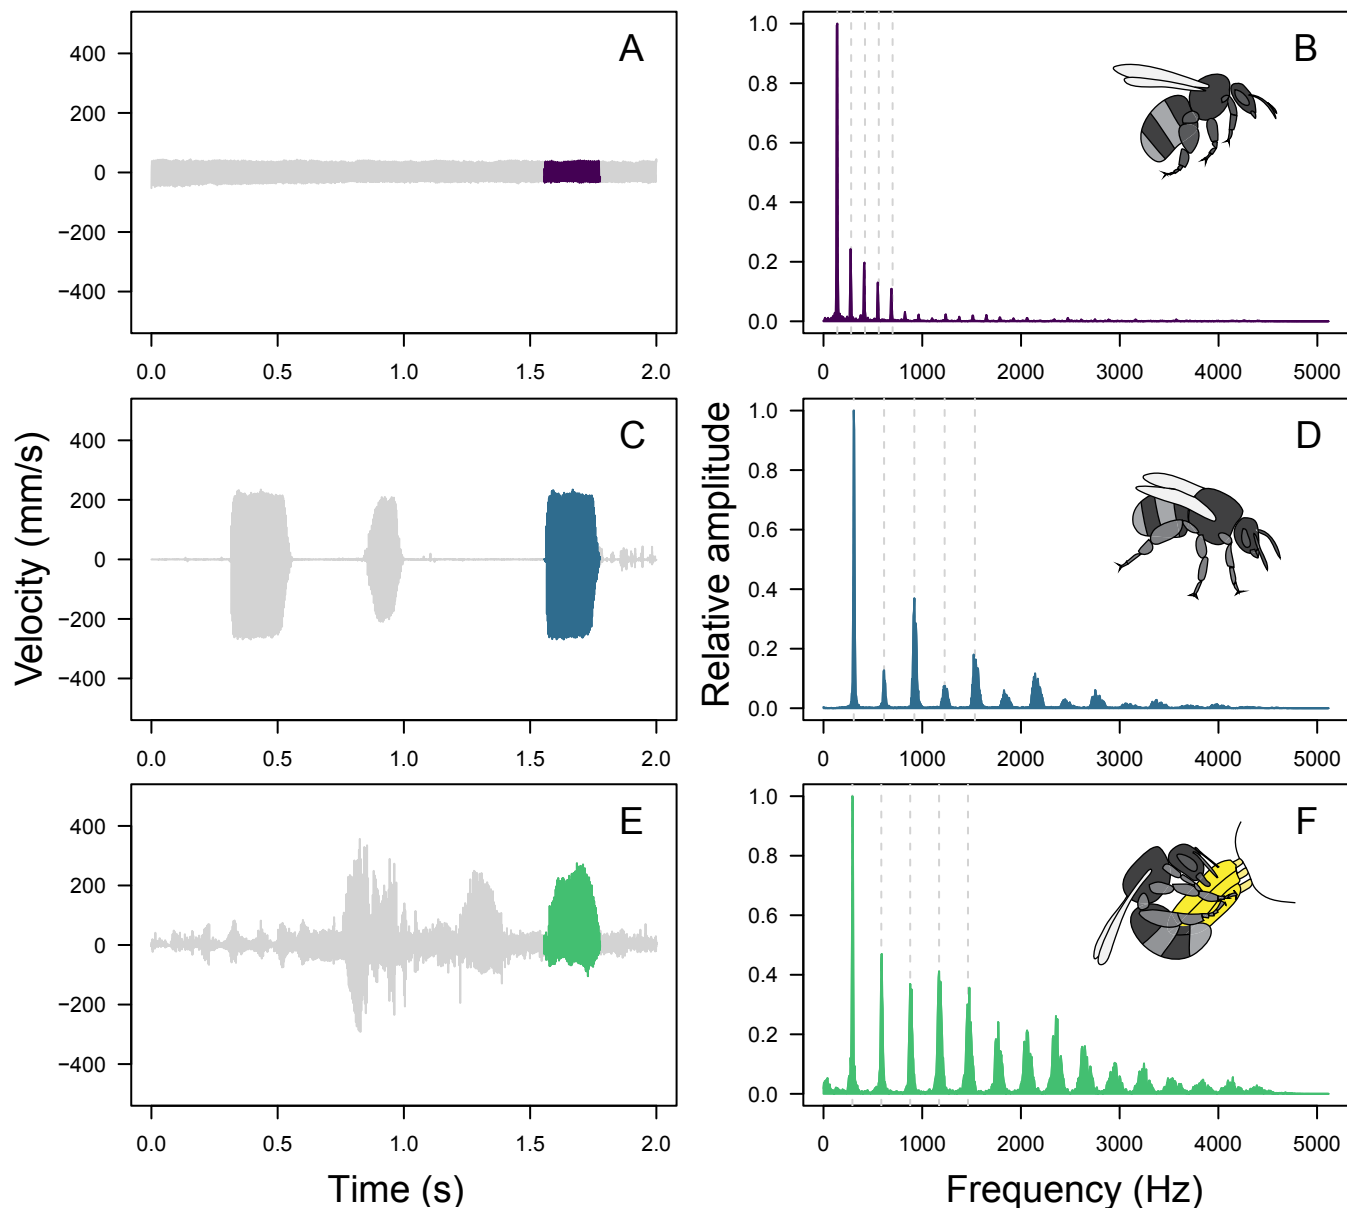 A
400
200
0
−200
−400
0.0 0.5 1.0 1.5 2.0
B
1.0
0.8
0.6
0.4
0.2
0.0
0 1000 2000 3000 4000 5000
C
400
200
0
−200
−400
0.0 0.5 1.0 1.5 2.0
Velocity (mm/s)
D
1.0
0.8
0.6
0.4
0.2
0.0
0 1000 2000 3000 4000 5000
Relative amplitude
E
400
200
0
−200
−400
0.0 0.5 1.0 1.5 2.0
Time (s)
F
1.0
0.8
0.6
0.4
0.2
0.0
0 1000 2000 3000 4000 5000
Frequency (Hz)